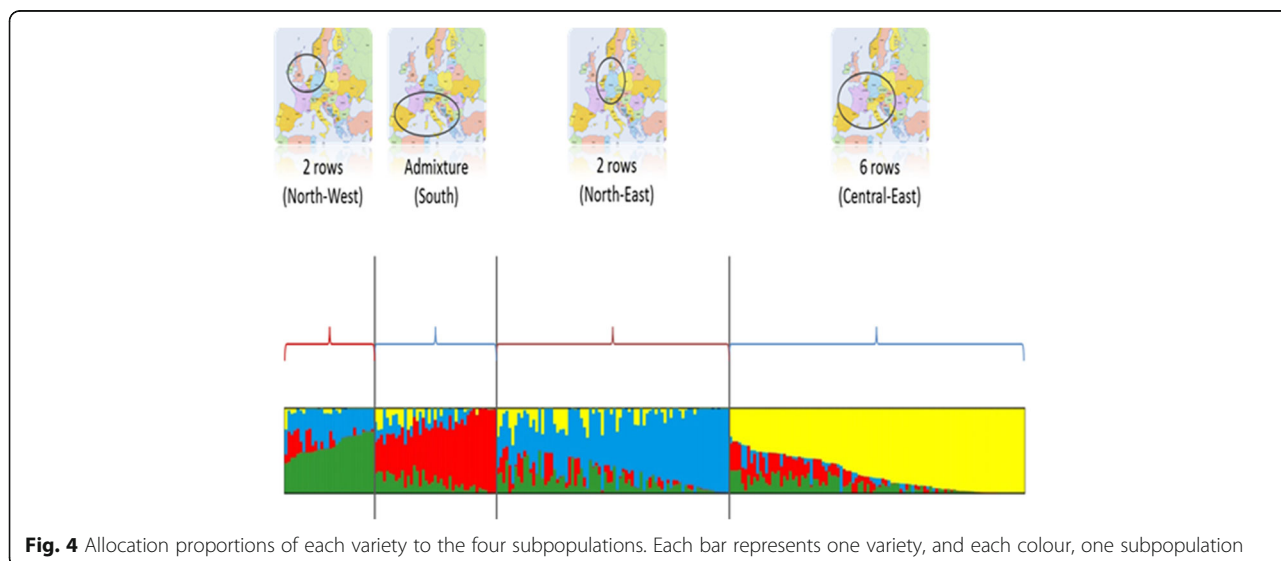 2 rows
(North-West)
Admixture
(South)
2 rows
(North-East)
6 rows
(Central-East)
Fig. 4 Allocation proportions of each variety to the four subpopulations. Each bar represents one variety, and each colour, one subpopulation